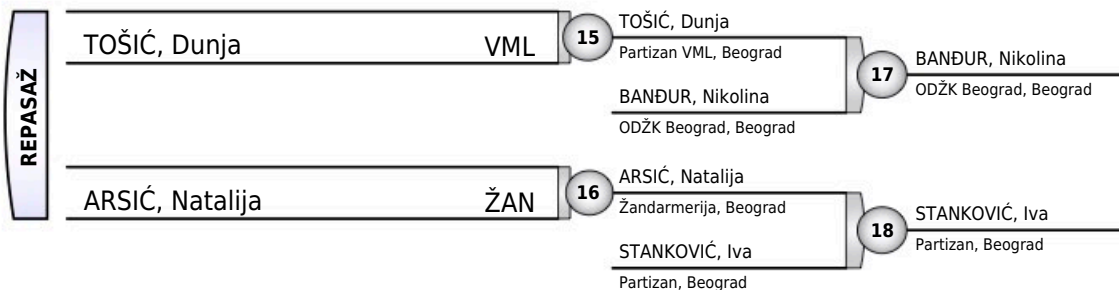 REPASAŽ
TOŠIĆ, Dunja VML
15
TOŠIĆ, Dunja
Partizan VML, Beograd
BANĐUR, Nikolina
ODŽK Beograd, Beograd
17
BANĐUR, Nikolina
ODŽK Beograd, Beograd
ARSIĆ, Natalija ŽAN
16
ARSIĆ, Natalija
Žandarmerija, Beograd
STANKOVIĆ, Iva
Partizan, Beograd
18
STANKOVIĆ, Iva
Partizan, Beograd